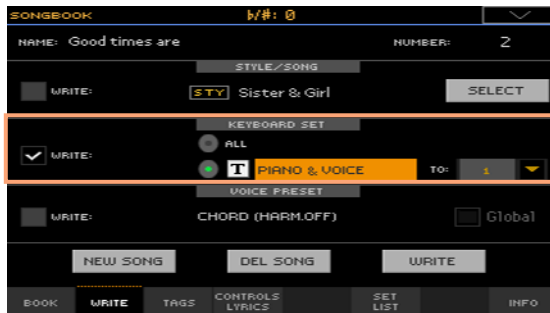 SONGBOOK ♭/#: 0
NAME: Good times are NUMBER: 2
STYLE/SONG
WRITE: STY Sister & Girl SELECT
KEYBOARD SET
ALL
WRITE:
T PIANO & VOICE TO: 1
VOICE PRESET
WRITE: CHORD (HARM.OFF) Global
NEW SONG DEL SONG WRITE
BOOK WRITE TAGS CONTROLS LYRICS SET LIST INFO